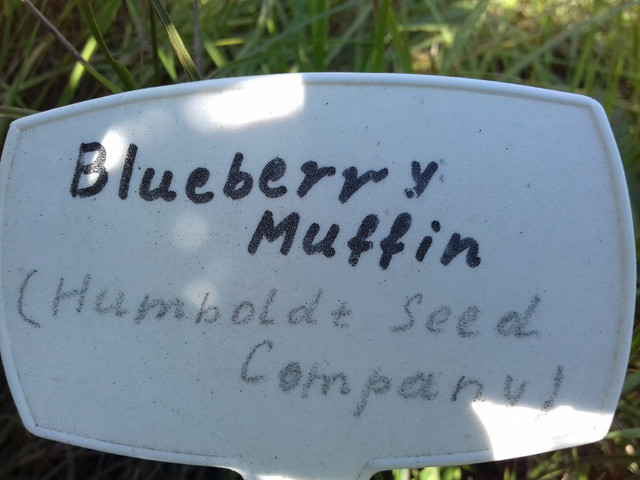 Blueberry
Muffin
(Humboldt Seed
Company)